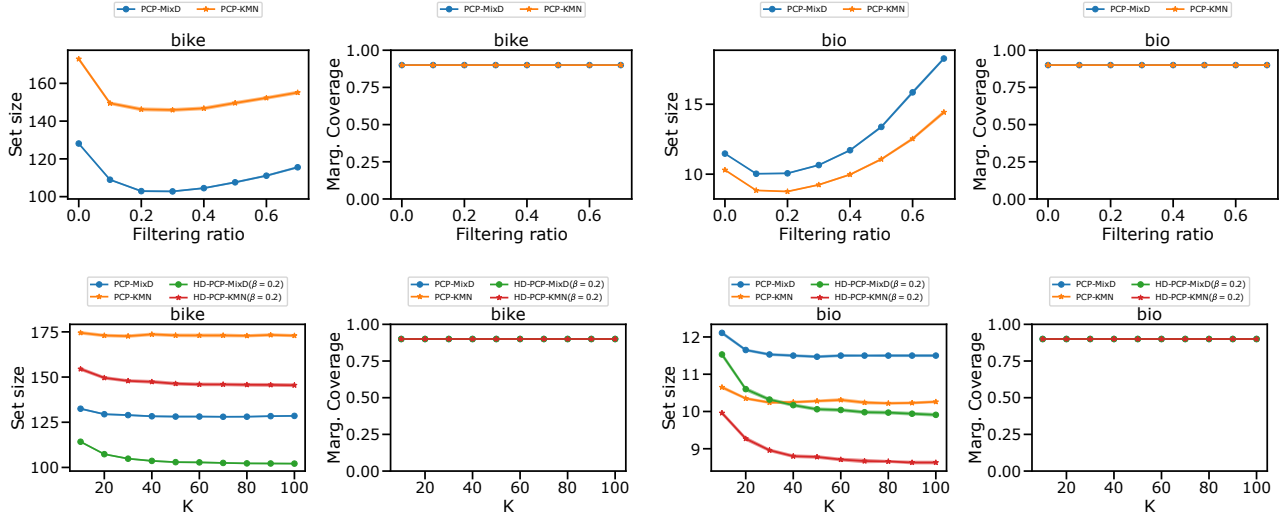 PCP-MixD PCP-KMN
bike
Set size
160
140
120
100
0.0 0.2 0.4 0.6
Filtering ratio
bike
Marg. Coverage
1.00
0.75
0.50
0.25
0.00
0.0 0.2 0.4 0.6
Filtering ratio
PCP-MixD PCP-KMN
bio
Set size
15
10
0.0 0.2 0.4 0.6
Filtering ratio
bio
Marg. Coverage
1.00
0.75
0.50
0.25
0.00
0.0 0.2 0.4 0.6
Filtering ratio
PCP-MixD HD-PCP-MixD(β = 0.2)
PCP-KMN HD-PCP-KMN(β = 0.2)
bike
Set size
175
150
125
100
20 40 60 80 100
K
PCP-MixD HD-PCP-MixD(β = 0.2)
PCP-KMN HD-PCP-KMN(β = 0.2)
bike
Marg. Coverage
1.00
0.75
0.50
0.25
0.00
20 40 60 80 100
K
PCP-MixD HD-PCP-MixD(β = 0.2)
PCP-KMN HD-PCP-KMN(β = 0.2)
bio
Set size
12
11
10
9
20 40 60 80 100
K
PCP-MixD HD-PCP-MixD(β = 0.2)
PCP-KMN HD-PCP-KMN(β = 0.2)
bio
Marg. Coverage
1.00
0.75
0.50
0.25
0.00
20 40 60 80 100
K